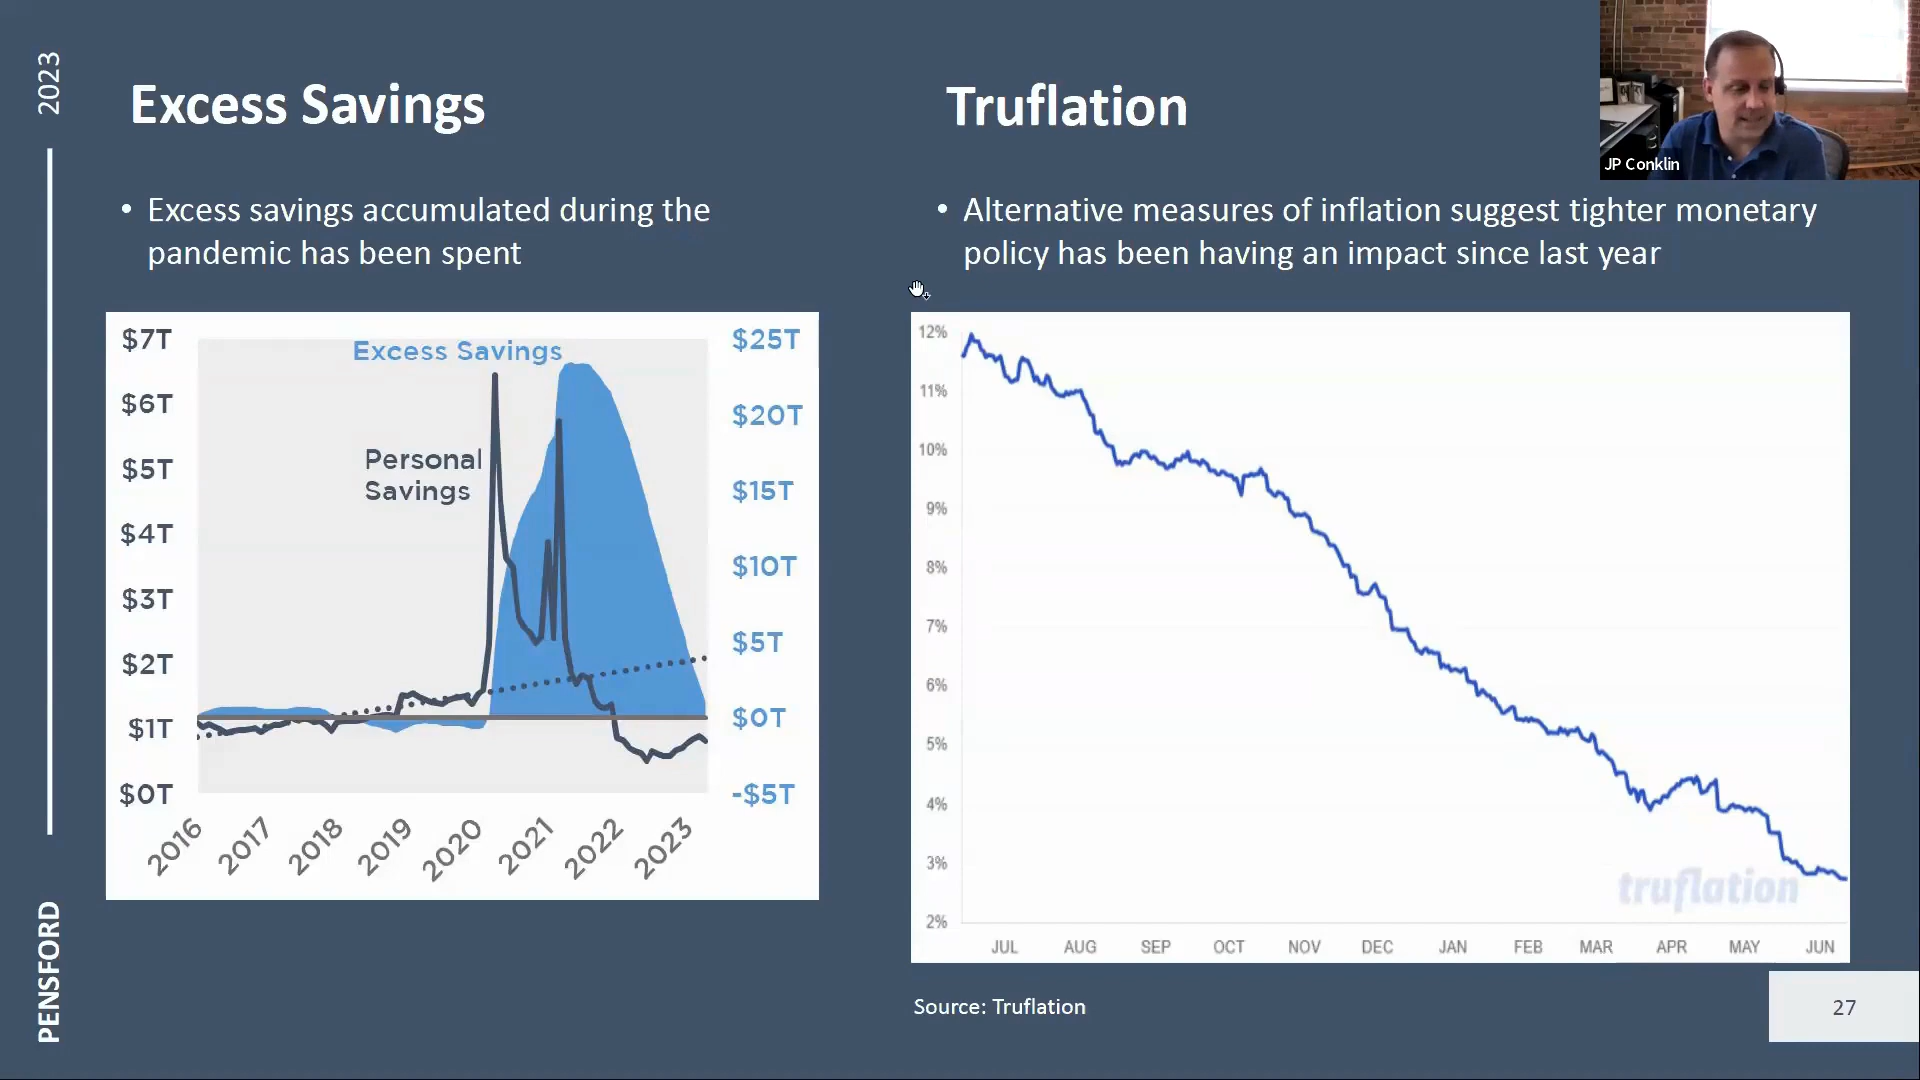 2023
PENSFORD
Excess Savings
• Excess savings accumulated during the
pandemic has been spent
$7T
$6T
$5T
$4T
$3T
$2T
$1T
$0T
Excess Savings
Personal
Savings
$25T
$20T
$15T
$10T
$5T
$0T
-$5T
2016
2017
2018
2019
2020
2021
2022
2023
Truflation
JP Conklin
• Alternative measures of inflation suggest tighter monetary
policy has been having an impact since last year
12%
11%
10%
9%
8%
7%
6%
5%
4%
3%
2%
truflation
JUL AUG SEP OCT NOV DEC JAN FEB MAR APR MAY JUN
Source: Truflation
27